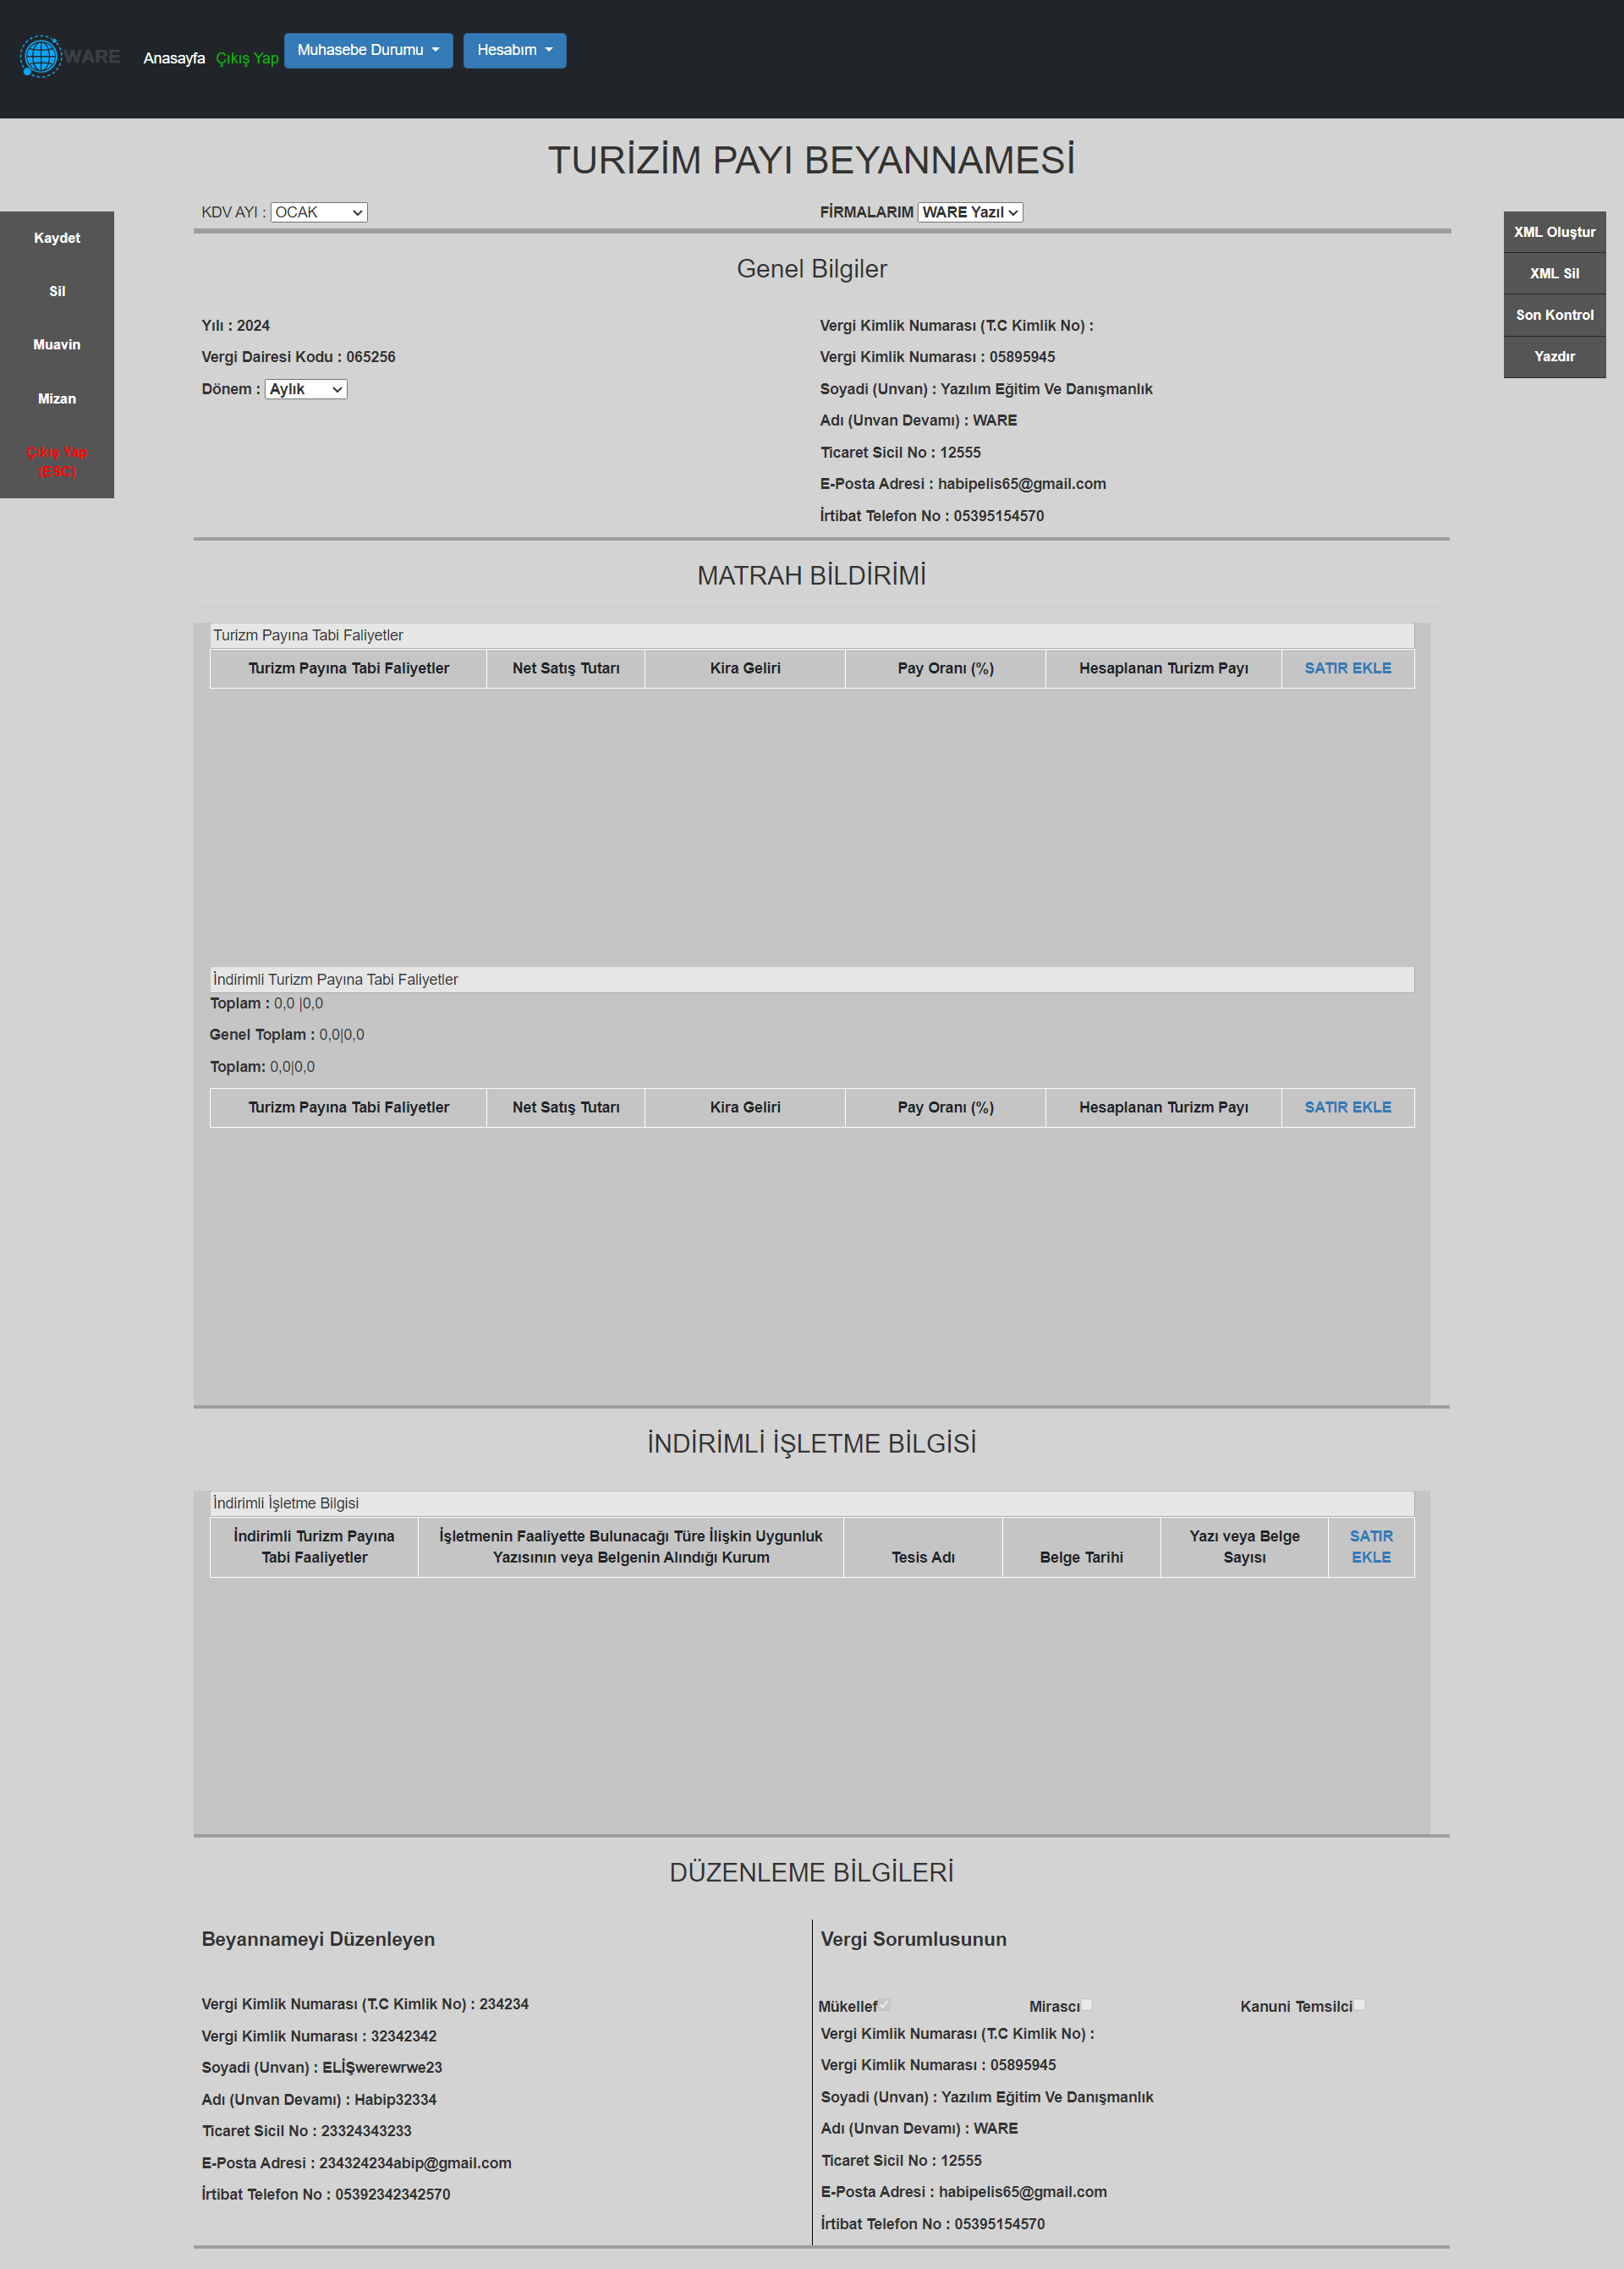 WARE
Anasayfa Çıkış Yap Muhasebe Durumu Hesabım
TURİZİM PAYI BEYANNAMESİ
KDV AYI : OCAK
FİRMALARIM WARE Yazıl
Kaydet
Sil
Muavin
Mizan
Çıkış Yap
(ESC)
XML Oluştur
XML Sil
Son Kontrol
Yazdır
Genel Bilgiler
Yılı : 2024
Vergi Dairesi Kodu : 065256
Dönem : Aylık
Vergi Kimlik Numarası (T.C Kimlik No) :
Vergi Kimlik Numarası : 05895945
Soyadi (Unvan) : Yazılım Eğitim Ve Danışmanlık
Adı (Unvan Devamı) : WARE
Ticaret Sicil No : 12555
E-Posta Adresi : habipelis65@gmail.com
İrtibat Telefon No : 05395154570
MATRAH BİLDİRİMİ
Turizm Payına Tabi Faliyetler
Turizm Payına Tabi Faliyetler Net Satış Tutarı Kira Geliri Pay Oranı (%) Hesaplanan Turizm Payı SATIR EKLE
İndirimli Turizm Payına Tabi Faliyetler
Toplam : 0,0 |0,0
Genel Toplam : 0,0|0,0
Toplam: 0,0|0,0
Turizm Payına Tabi Faliyetler Net Satış Tutarı Kira Geliri Pay Oranı (%) Hesaplanan Turizm Payı SATIR EKLE
İNDİRİMLİ İŞLETME BİLGİSİ
İndirimli İşletme Bilgisi
İndirimli Turizm Payına
Tabi Faaliyetler
İşletmenin Faaliyette Bulunacağı Türe İlişkin Uygunluk
Yazısının veya Belgenin Alındığı Kurum
Tesis Adı
Belge Tarihi
Yazı veya Belge
Sayısı
SATIR
EKLE
DÜZENLEME BİLGİLERİ
Beyannameyi Düzenleyen
Vergi Kimlik Numarası (T.C Kimlik No) : 234234
Vergi Kimlik Numarası : 32342342
Soyadi (Unvan) : ELİŞwerewrwe23
Adı (Unvan Devamı) : Habip32334
Ticaret Sicil No : 23324343233
E-Posta Adresi : 234324234abip@gmail.com
İrtibat Telefon No : 05392342342570
Vergi Sorumlusunun
Mükellef Mirascı Kanuni Temsilci
Vergi Kimlik Numarası (T.C Kimlik No) :
Vergi Kimlik Numarası : 05895945
Soyadi (Unvan) : Yazılım Eğitim Ve Danışmanlık
Adı (Unvan Devamı) : WARE
Ticaret Sicil No : 12555
E-Posta Adresi : habipelis65@gmail.com
İrtibat Telefon No : 05395154570